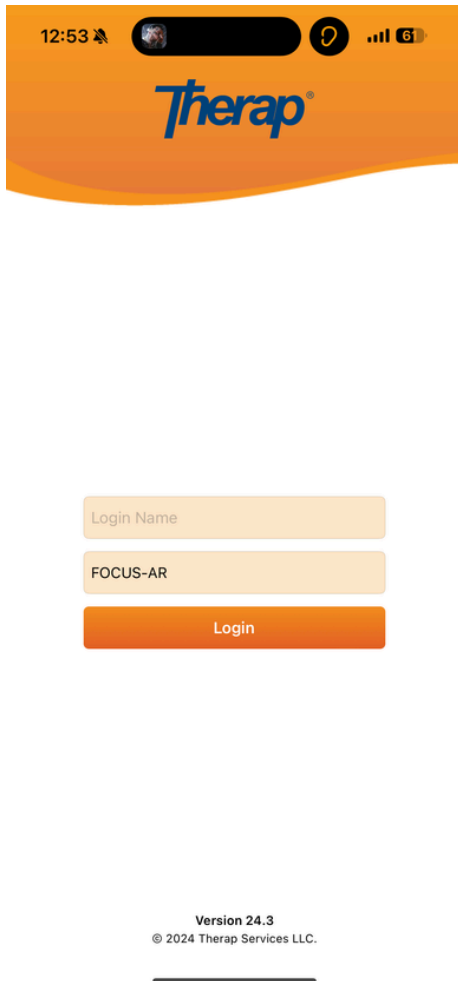 12:53
61
Therap®
Login Name
FOCUS-AR
Login
Version 24.3
© 2024 Therap Services LLC.